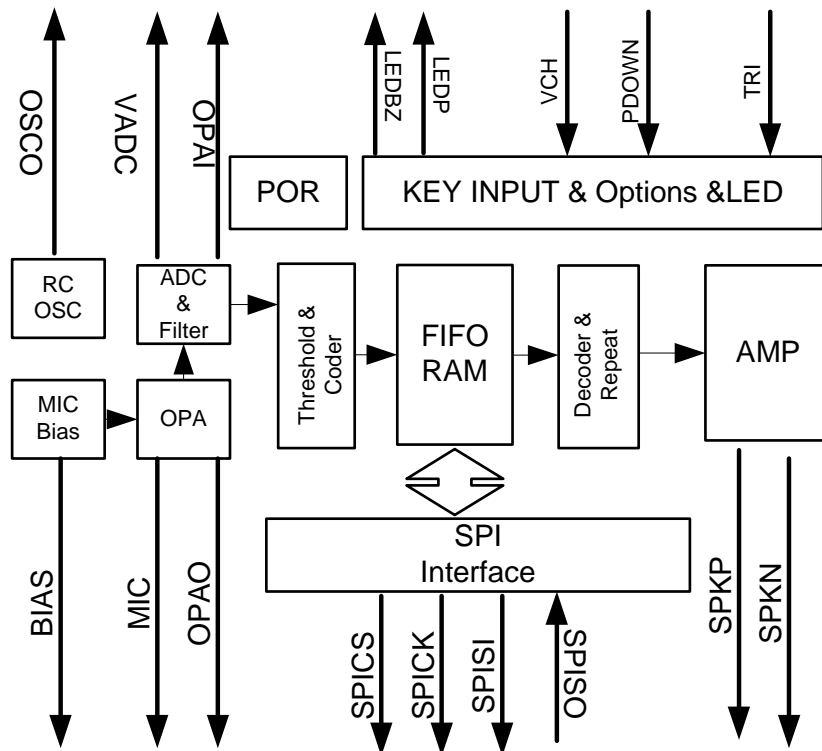 OSCO
VADC
OPAI
LEDBZ
LEDP
VCH
PDOWN
TRI
POR
KEY INPUT & Options &LED
RC
OSC
ADC
&
Filter
Threshold &
Coder
FIFO
RAM
Decoder &
Repeat
AMP
MIC
Bias
OPA
SPI
Interface
BIAS
MIC
OPAO
SPICS
SPICK
SPISI
SPISO
SPKP
SPKN